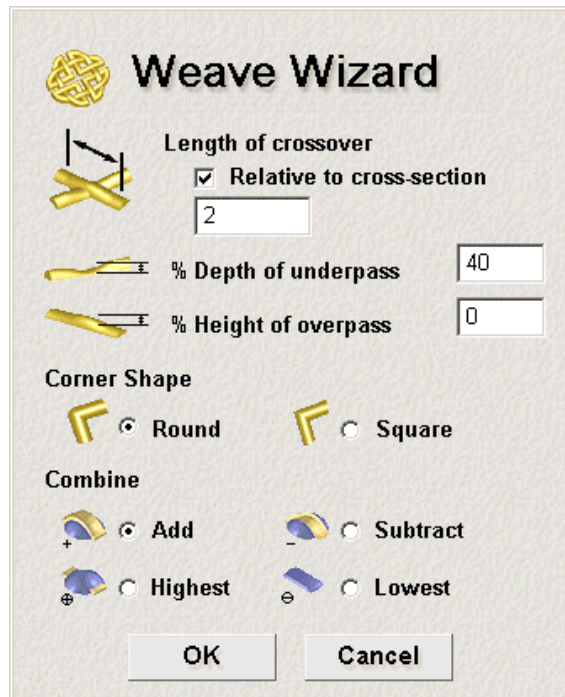 Weave Wizard
Length of crossover
Relative to cross-section
2
% Depth of underpass 40
% Height of overpass 0
Corner Shape
Round Square
Combine
Add Subtract
Highest Lowest
OK Cancel